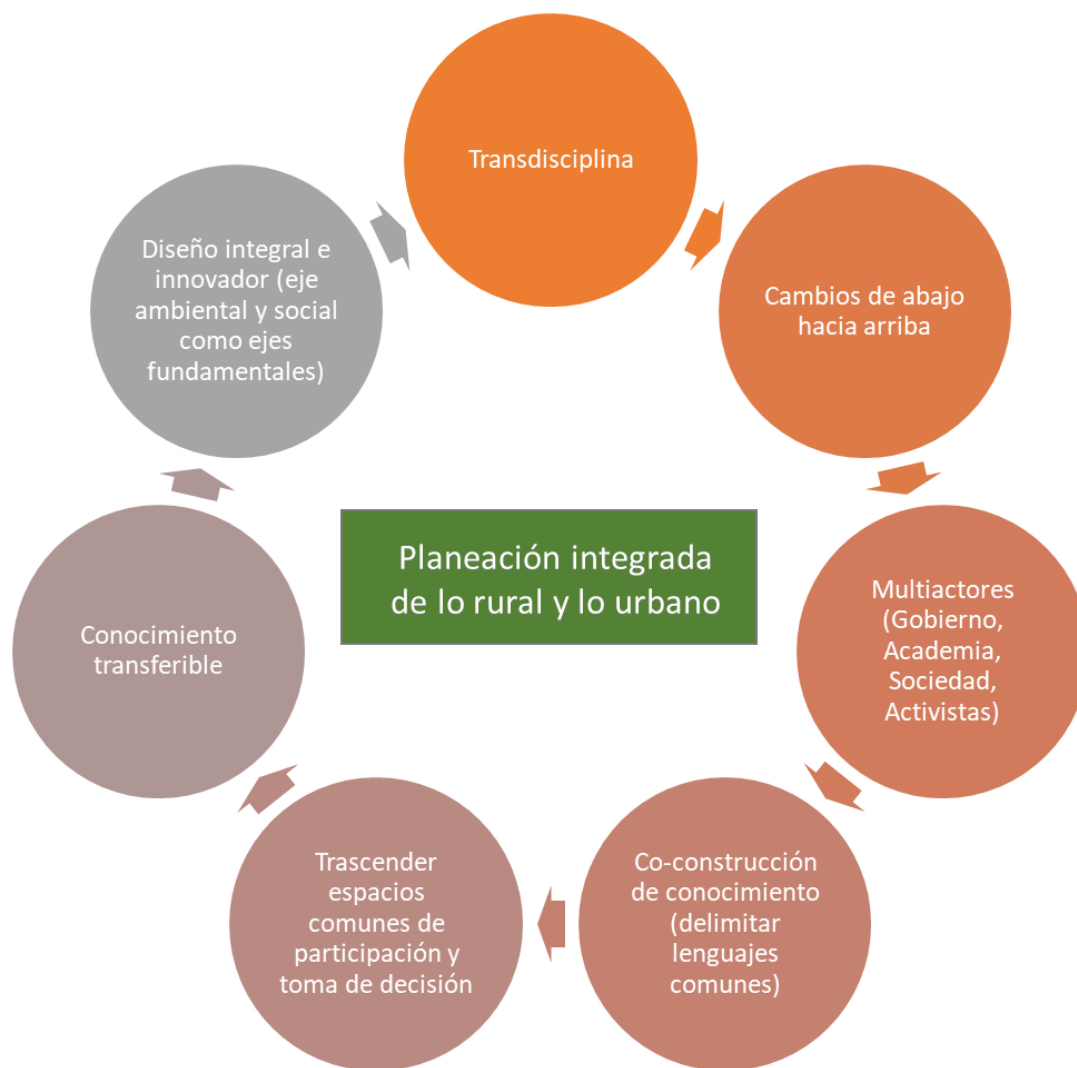 Transdisciplina
Cambios de abajo
hacia arriba
Multiactores
(Gobierno,
Academia,
Sociedad,
Activistas)
Co-construcción
de conocimiento
(delimitar
lenguajes
comunes)
Trascender
espacios
comunes de
participación y
toma de decisión
Conocimiento
transferible
Diseño integral e
innovador (eje
ambiental y social
como ejes
fundamentales)
Planeación integrada
de lo rural y lo urbano